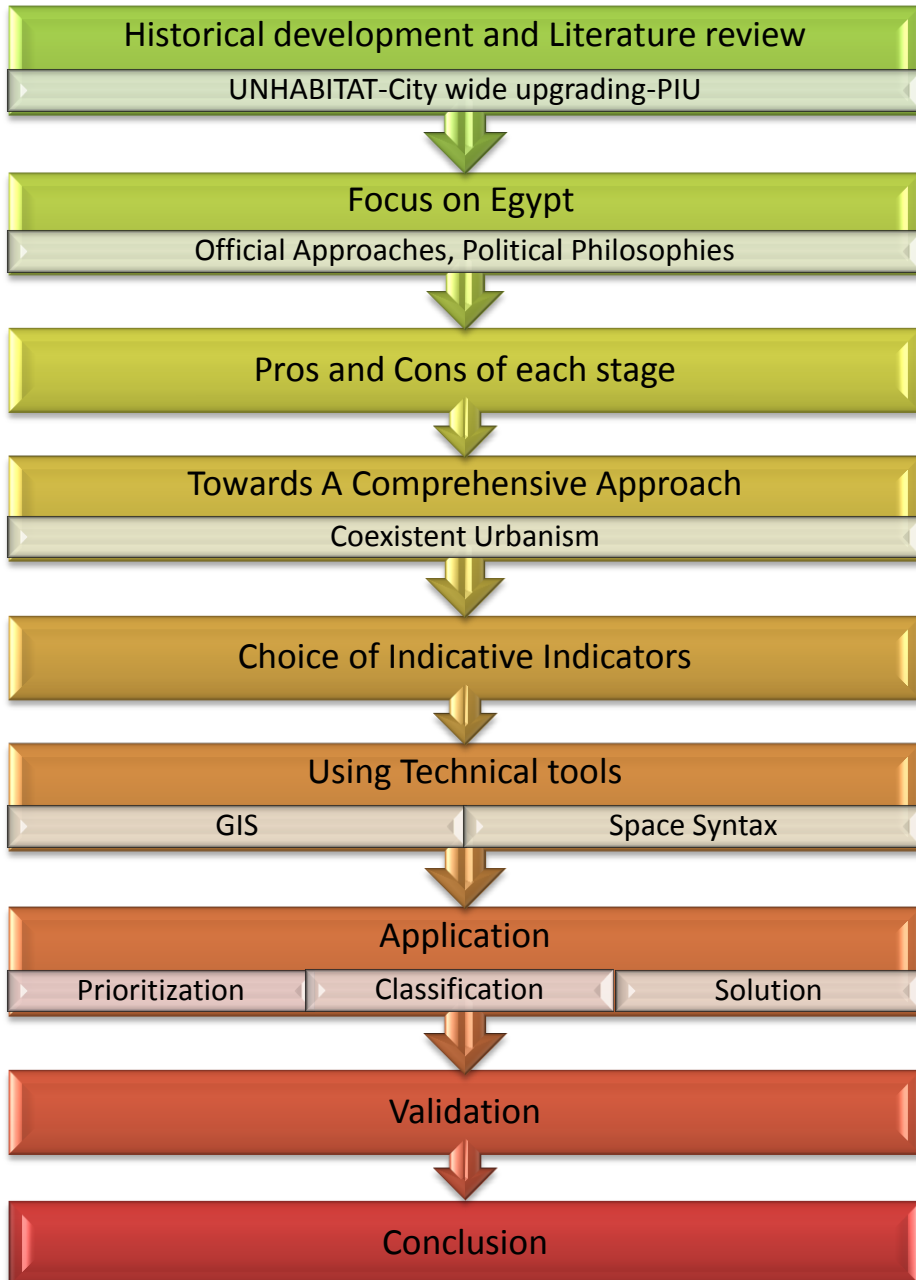 Historical development and Literature review
UNHABITAT-City wide upgrading-PIU
Focus on Egypt
Official Approaches, Political Philosophies
Pros and Cons of each stage
Towards A Comprehensive Approach
Coexistent Urbanism
Choice of Indicative Indicators
Using Technical tools
GIS
Space Syntax
Application
Prioritization
Classification
Solution
Validation
Conclusion